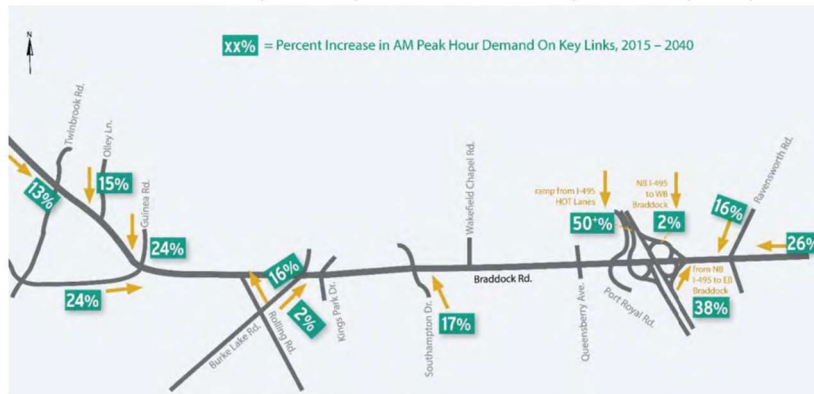 N
xx% = Percent Increase in AM Peak Hour Demand On Key Links, 2015 – 2040
Twinbrook Rd.
Olley Ln.
13%
15%
Guinea Rd.
24%
24%
16%
2%
Burke Lake Rd.
Rolling Rd.
Kings Park Dr.
Southampton Dr.
17%
Wakefield Chapel Rd.
Braddock Rd.
Queensberry Ave.
ramp from I-495
HOT Lanes
50+%
NB I-495
to WB
Braddock
2%
Port Royal Rd.
16%
Ravensworth Rd.
26%
from NB
I-495 to EB
Braddock
38%